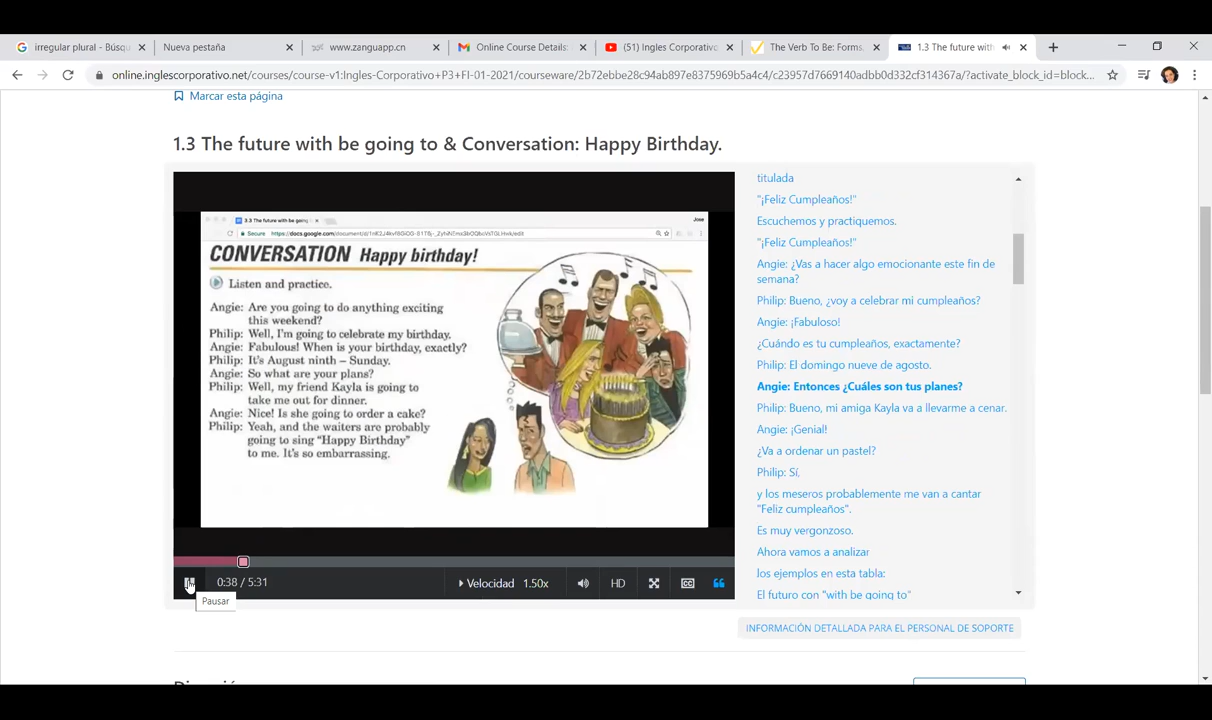 irregular plural - Búsqu
Nueva pestaña
www.zanguapp.cn
Online Course Details:
(51) Ingles Corporativo
The Verb To Be: Forms,
1.3 The future with
online.inglescorporativo.net/courses/course-v1:Ingles-Corporativo+P3+FI-01-2021/courseware/2b72ebbe28c94ab897e8375969b5a4c4/c23957d7669140adbb0d332cf314367a/?activate_block_id=block...
Marcar esta página
1.3 The future with be going to & Conversation: Happy Birthday.
3.3 The future with be going
Jose
Secure
CONVERSATION Happy birthday!
Listen and practice.
Angie: Are you going to do anything exciting
this weekend?
Philip: Well, I'm going to celebrate my birthday.
Angie: Fabulous! When is your birthday, exactly?
Philip: It's August ninth – Sunday.
Angie: So what are your plans?
Philip: Well, my friend Kayla is going to
take me out for dinner.
Angie: Nice! Is she going to order a cake?
Philip: Yeah, and the waiters are probably
going to sing "Happy Birthday"
to me. It's so embarrassing.
titulada
"¡Feliz Cumpleaños!"
Escuchemos y practiquemos.
"¡Feliz Cumpleaños!"
Angie: ¿Vas a hacer algo emocionante este fin de
semana?
Philip: Bueno, ¿voy a celebrar mi cumpleaños?
Angie: ¡Fabuloso!
¿Cuándo es tu cumpleaños, exactamente?
Philip: El domingo nueve de agosto.
Angie: Entonces ¿Cuáles son tus planes?
Philip: Bueno, mi amiga Kayla va a llevarme a cenar.
Angie: ¡Genial!
¿Va a ordenar un pastel?
Philip: Sí,
y los meseros probablemente me van a cantar
"Feliz cumpleaños".
Es muy vergonzoso.
Ahora vamos a analizar
los ejemplos en esta tabla:
El futuro con "with be going to"
0:38 / 5:31
Velocidad 1.50x
HD
CC
Pausar
INFORMACIÓN DETALLADA PARA EL PERSONAL DE SOPORTE